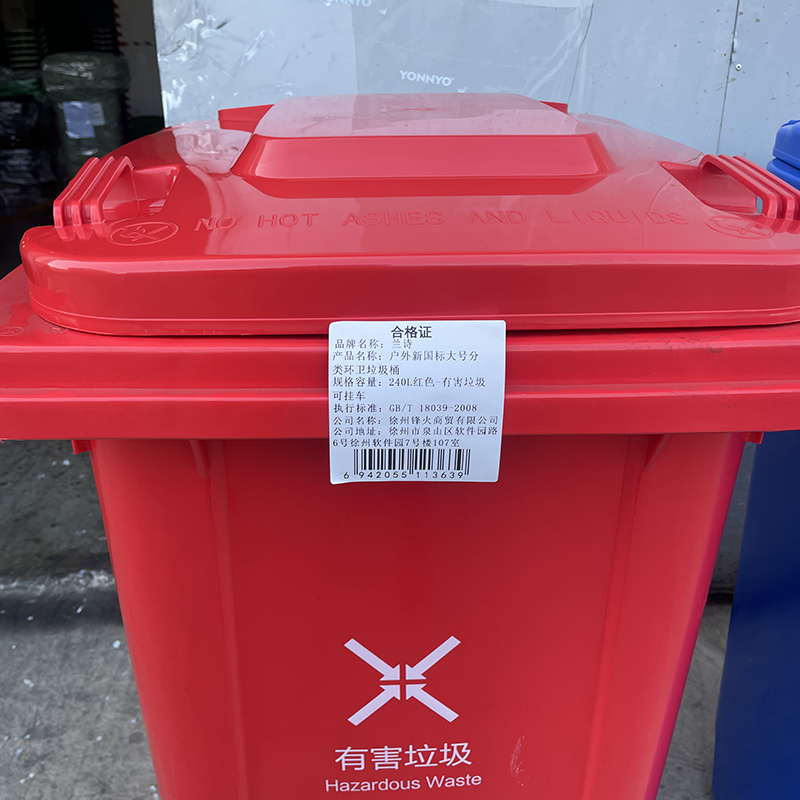 YONNYO
NO HOT ASHES AND LIQUIDS
合格证
品牌名称：兰诗
产品名称：户外新国标大号分
类环卫垃圾桶
规格容量：240L红色-有害垃圾
可挂车
执行标准：GB/T 18039-2008
公司名称：徐州锋火商贸有限公司
公司地址：徐州市泉山区软件园路
6号徐州软件园7号楼107室
6 942055 113639
有害垃圾
Hazardous Waste